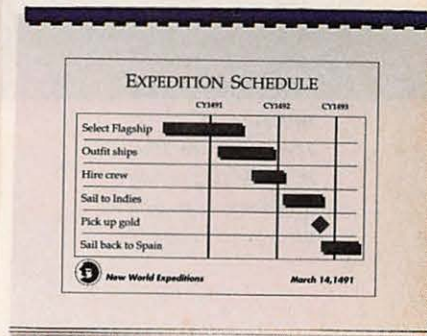 EXPEDITION SCHEDULE
CY1491 CY1492 CY1493
Select Flagship
Outfit ships
Hire crew
Sail to Indies
Pick up gold
Sail back to Spain
New World Expeditions March 14,1491